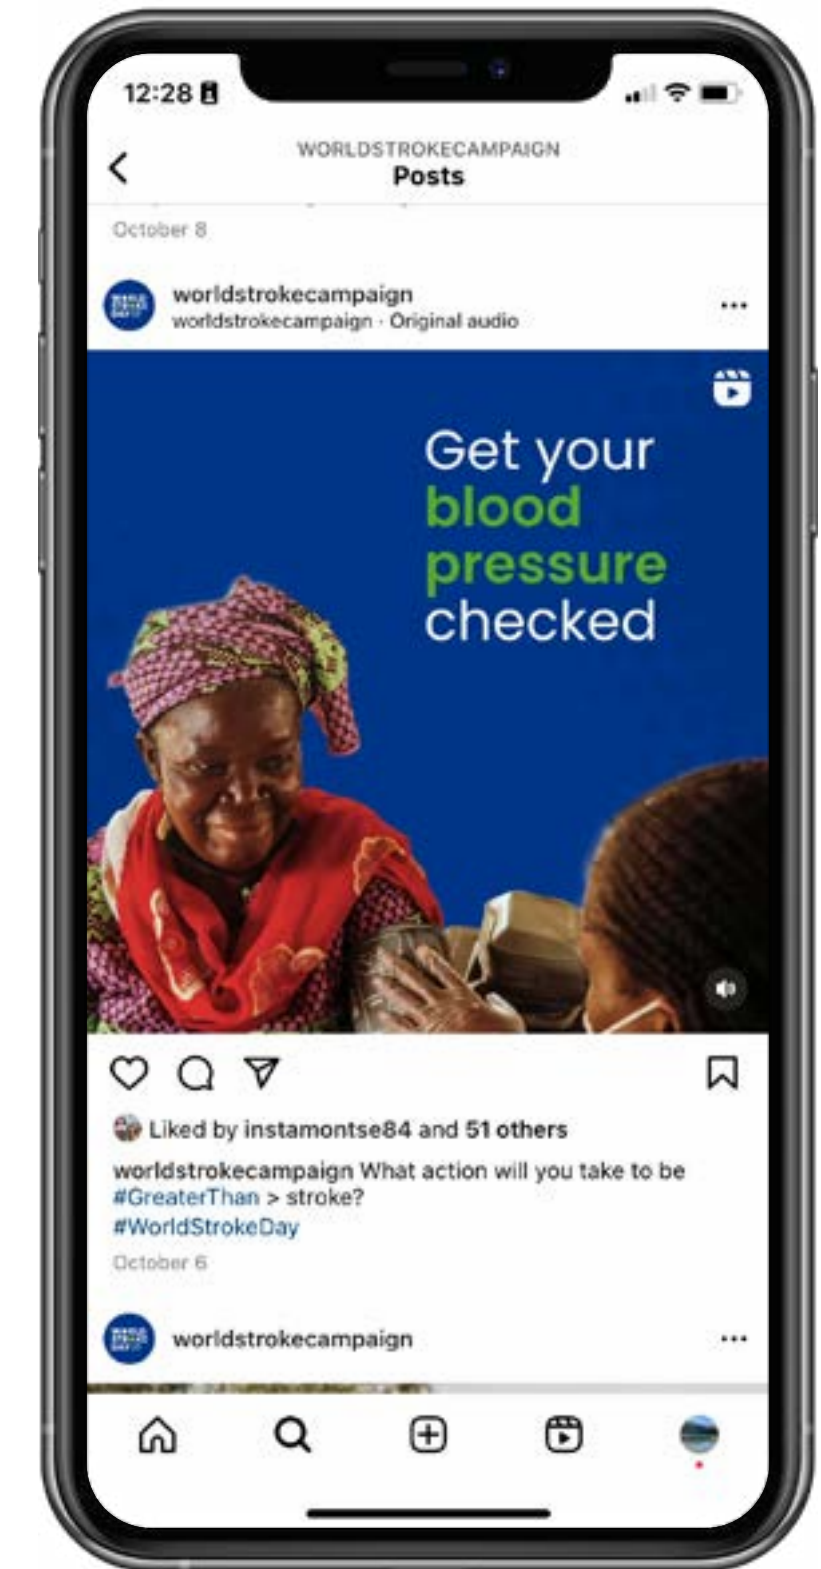 12:28
WORLDSTROKECAMPAIGN
Posts
October 8
worldstrokecampaign
worldstrokecampaign · Original audio
Get your
blood
pressure
checked
Liked by instamontse84 and 51 others
worldstrokecampaign What action will you take to be
#GreaterThan > stroke?
#WorldStrokeDay
October 6
worldstrokecampaign